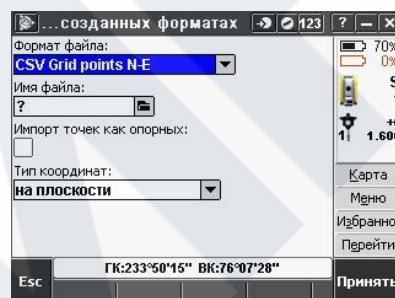 ...созданных форматах 123 ? – X
Формат файла:
CSV Grid points N-E
Имя файла:
?
Импорт точек как опорных:
Тип координат:
на плоскости
70%
0%
S
1 1.600
Карта
Меню
Избранно
Перейти
ГК:233°50'15" ВК:76°07'28"
Esc
Принять